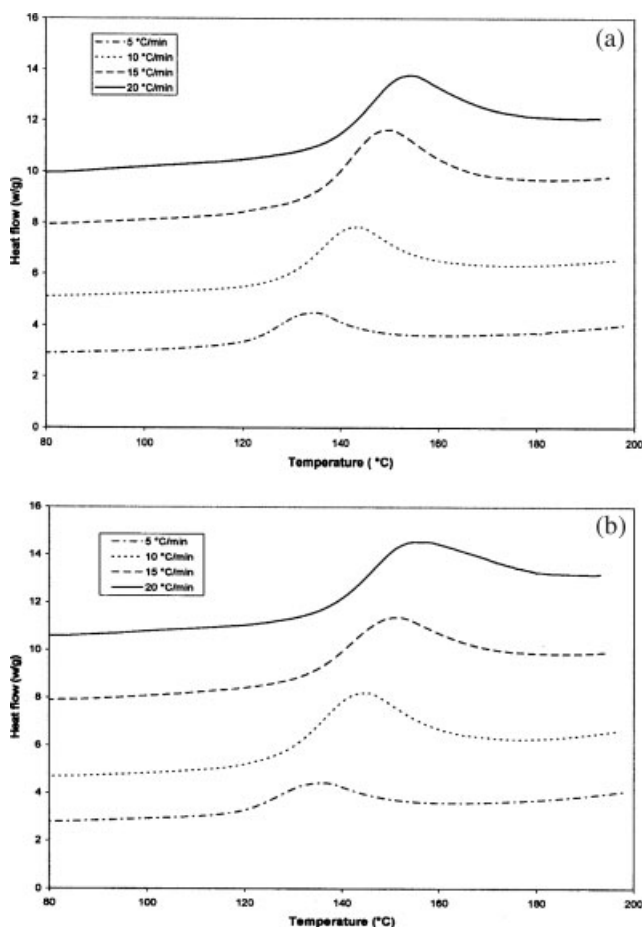 (a)
16
14
12
10
8
6
4
2
0
Heat flow (w/g)
5 °C/min
10 °C/min
15 °C/min
20 °C/min
80 100 120 140 160 180 200
Temperature ( °C)
(b)
16
14
12
10
8
6
4
2
0
Heat flow (w/g)
5 °C/min
10 °C/min
15 °C/min
20 °C/min
80 100 120 140 160 180 200
Temperature (°C)